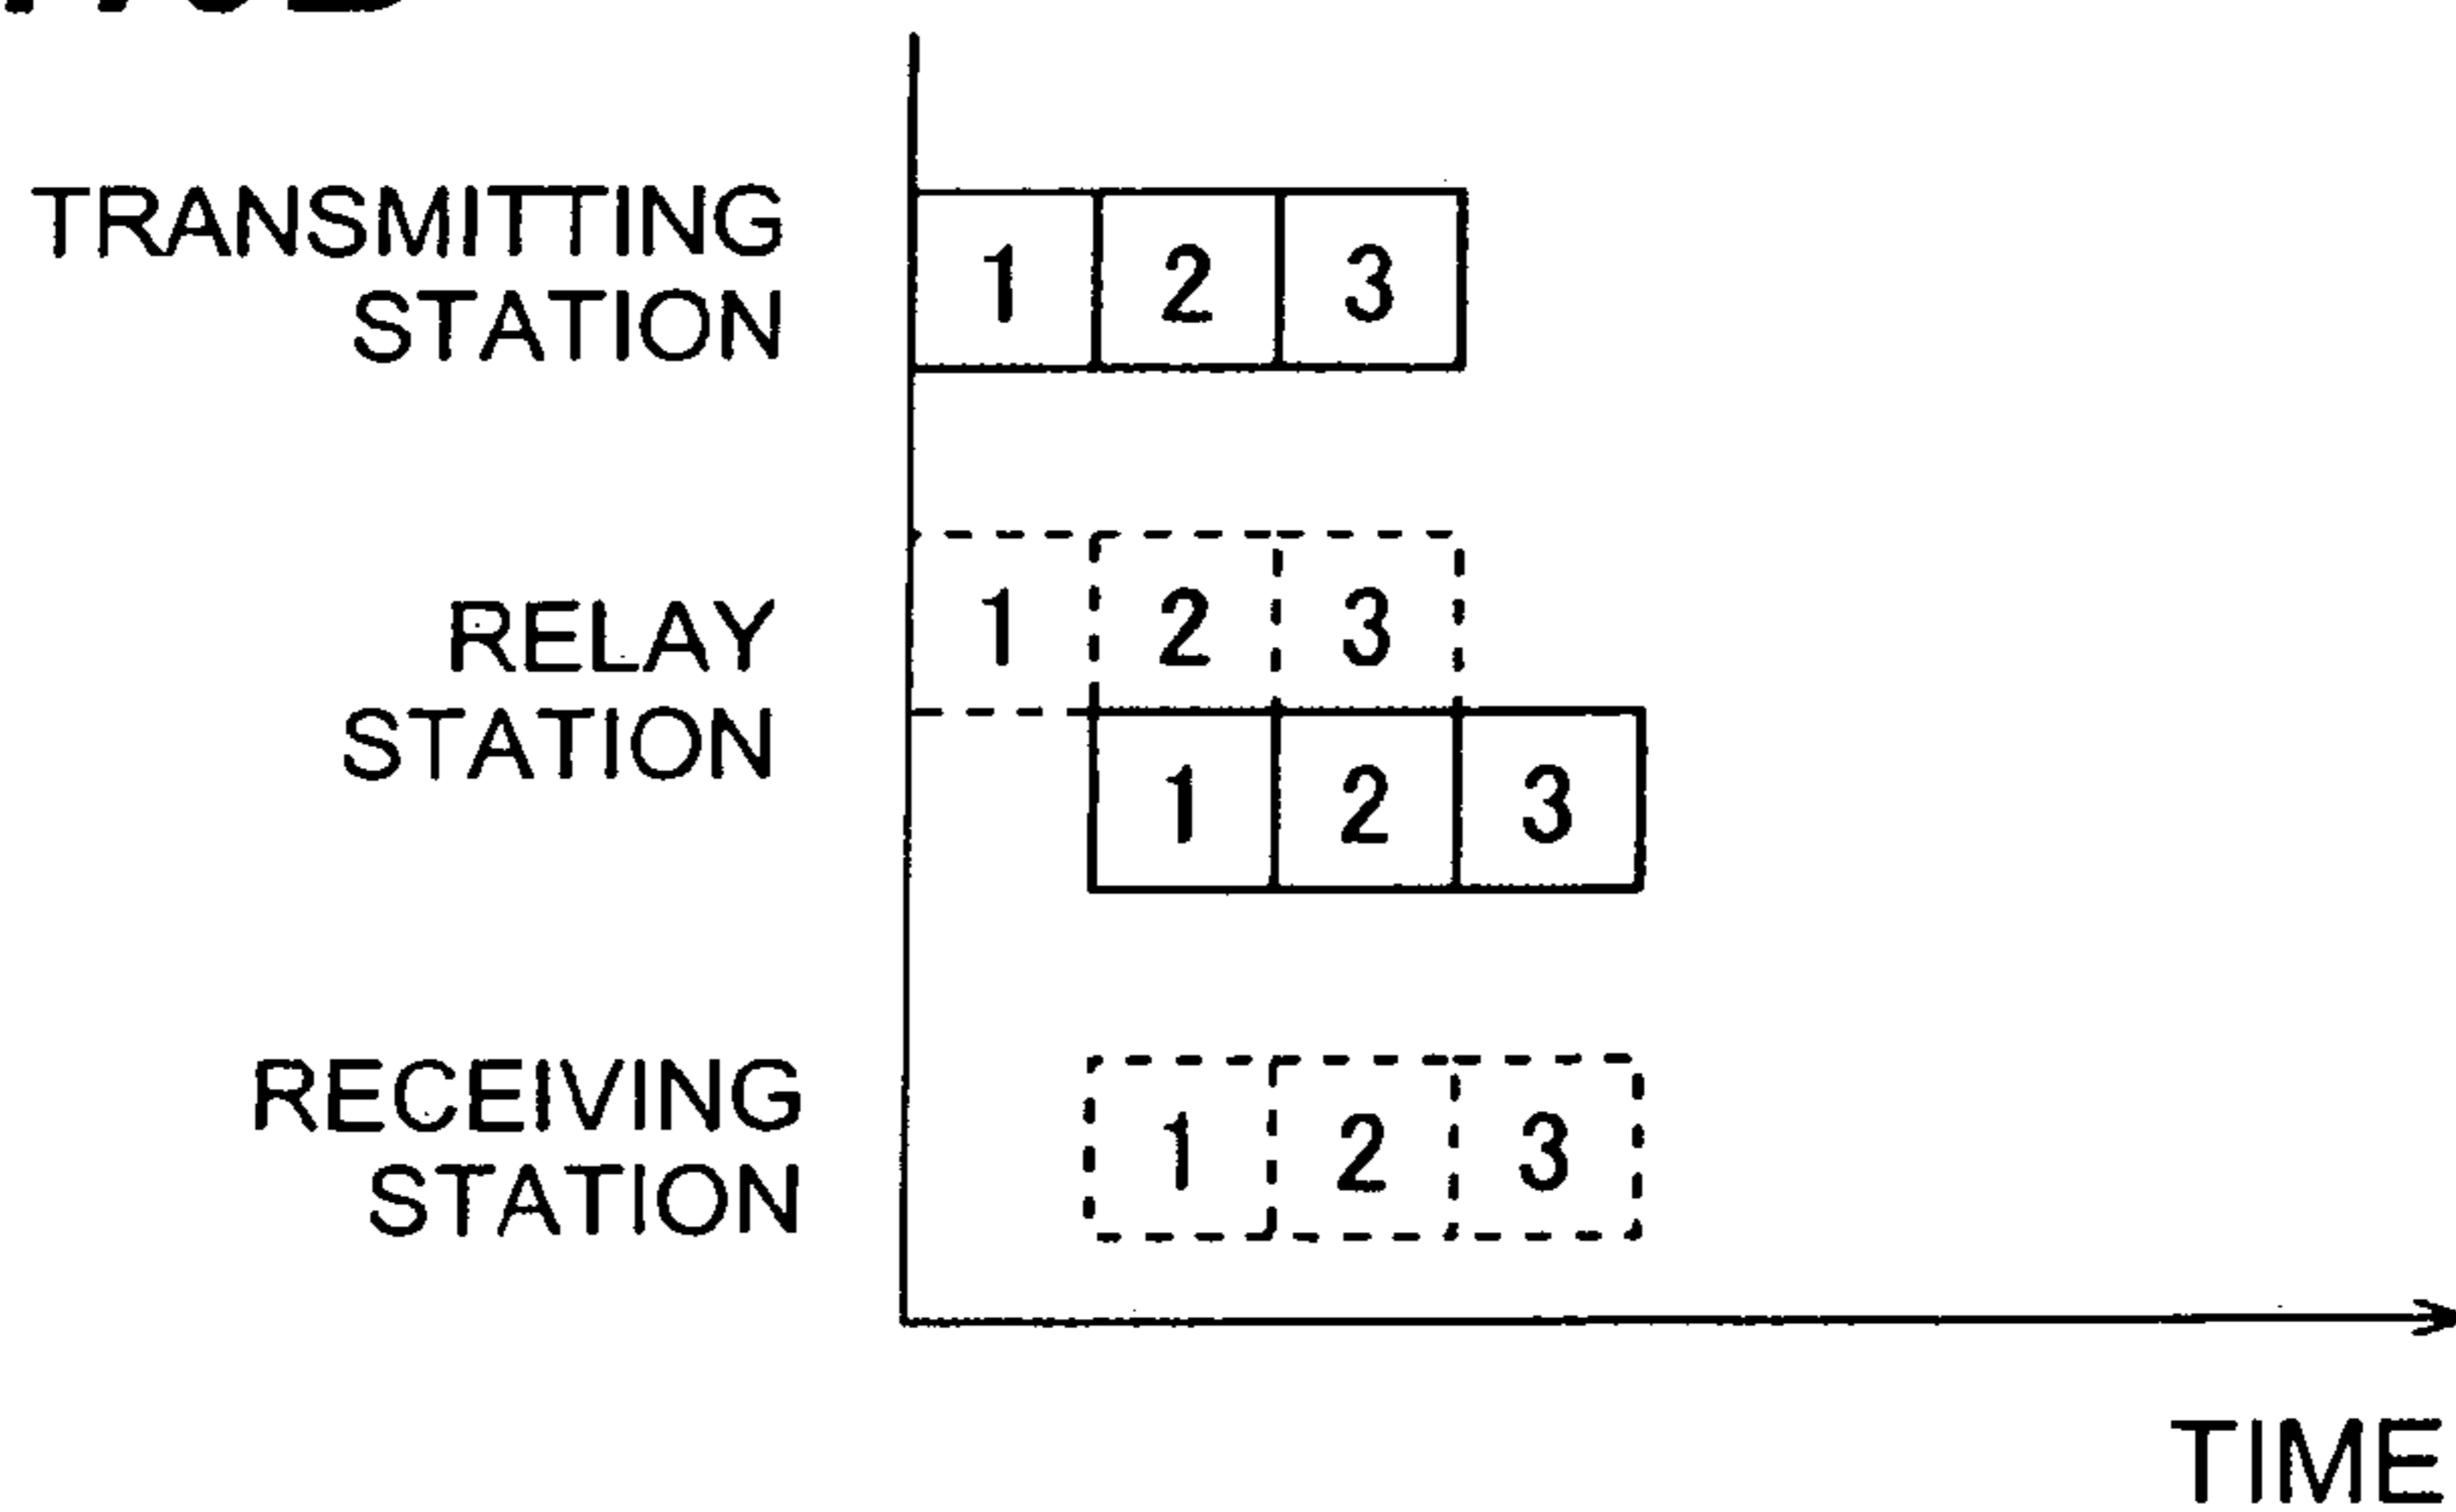 TRANSMITTING
STATION
1 2 3
RELAY
STATION
1 2 3
1 2 3
RECEIVING
STATION
1 2 3
TIME